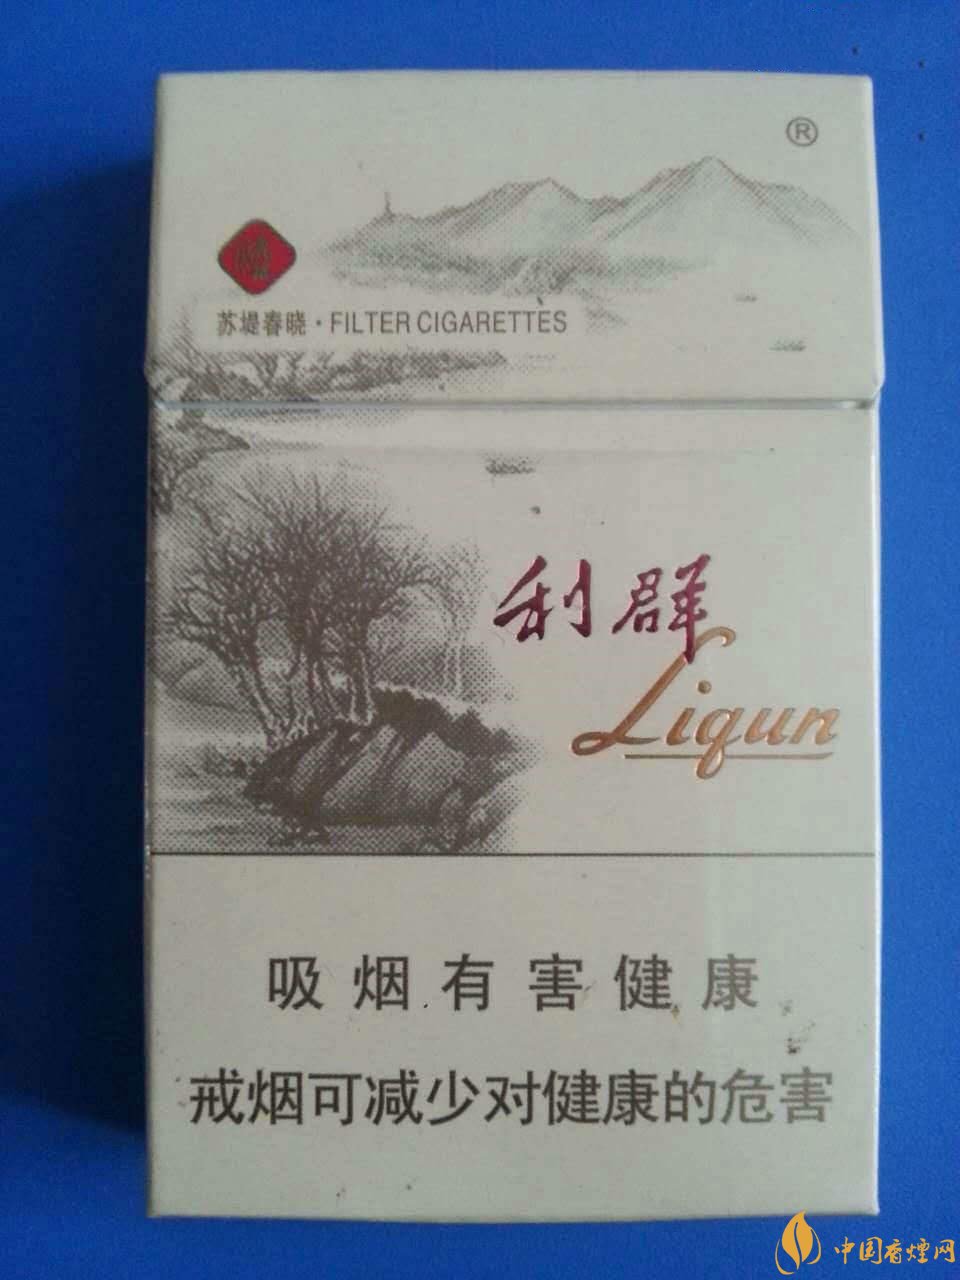 ®
苏堤春晓·FILTER CIGARETTES
利群
Liqun
吸烟有害健康
戒烟可减少对健康的危害
中国香烟网